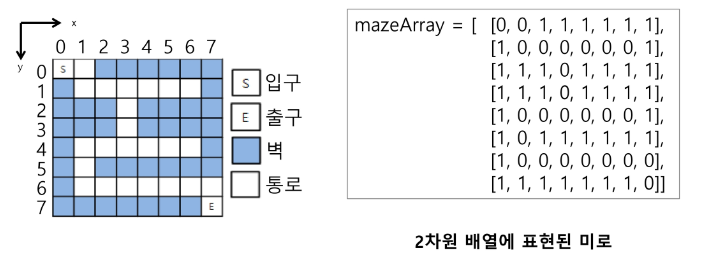 x
y
0 1 2 3 4 5 6 7
0 S
1
2
3
4
5
6
7 E
S 입구
E 출구
벽
통로
mazeArray = [ [0, 0, 1, 1, 1, 1, 1, 1],
[1, 0, 0, 0, 0, 0, 0, 1],
[1, 1, 1, 0, 1, 1, 1, 1],
[1, 1, 1, 0, 1, 1, 1, 1],
[1, 0, 0, 0, 0, 0, 0, 1],
[1, 0, 1, 1, 1, 1, 1, 1],
[1, 0, 0, 0, 0, 0, 0, 0],
[1, 1, 1, 1, 1, 1, 1, 0]]
2차원 배열에 표현된 미로